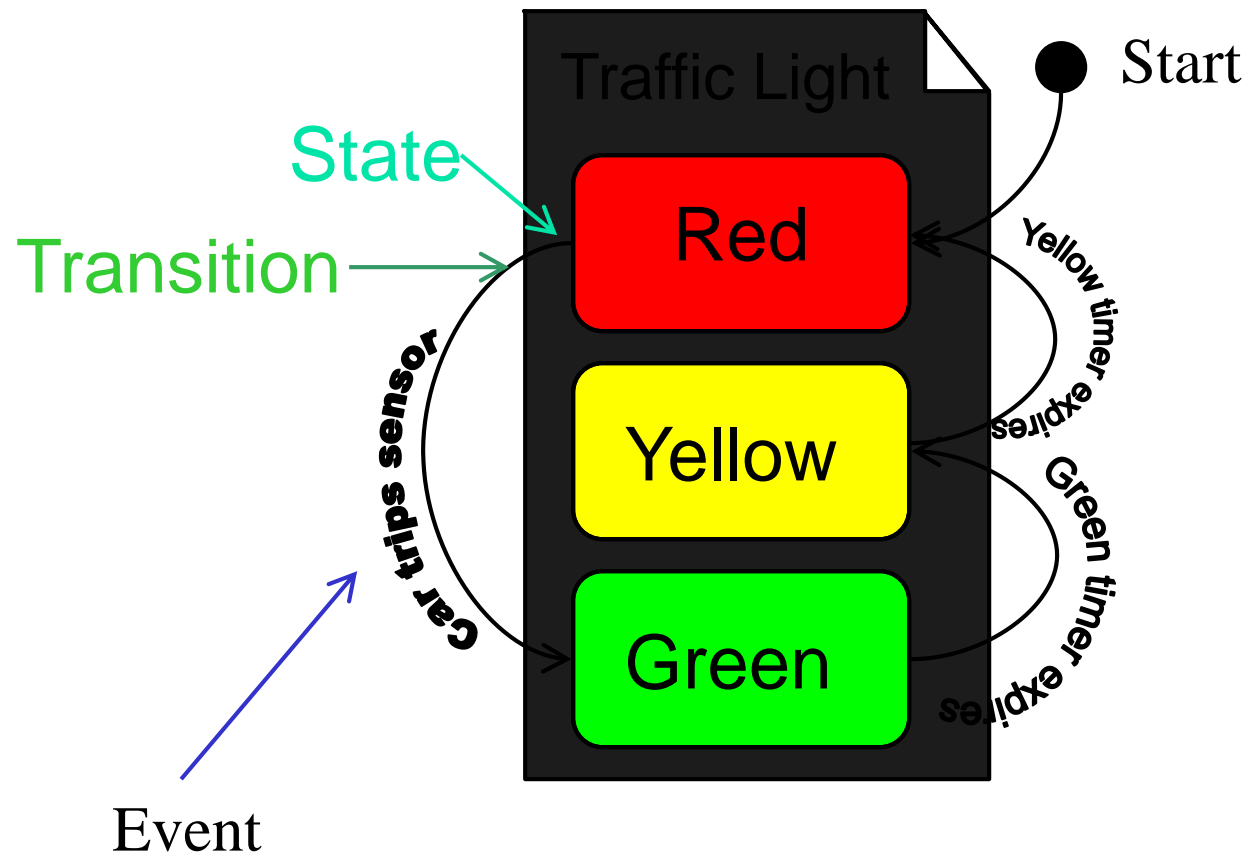 Traffic Light
Start
State
Red
Transition
Yellow timer expires
Car trips sensor
Yellow
Green timer expires
Green
Event